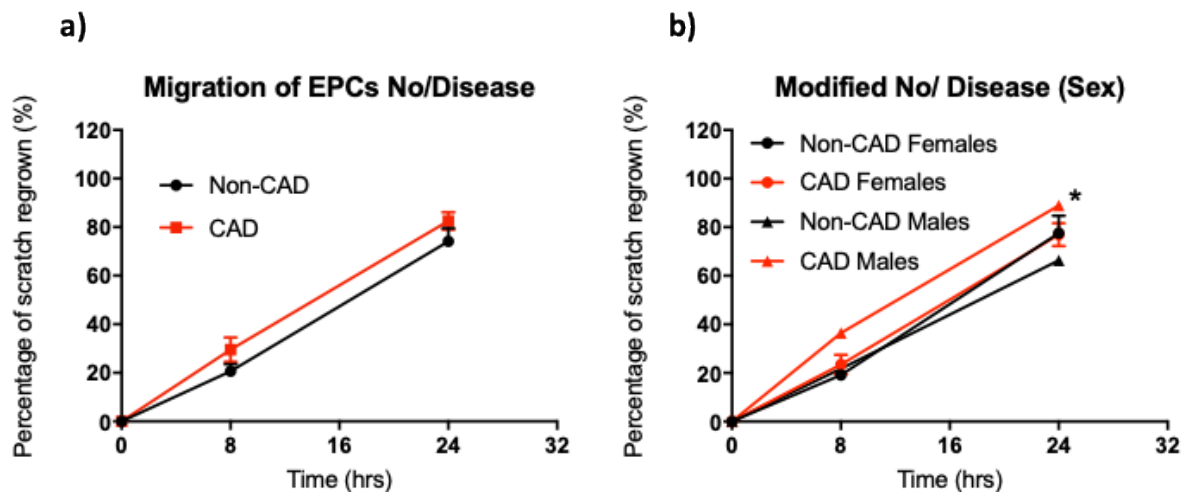 a)
Migration of EPCs No/Disease
Percentage of scratch regrown (%)
120
100
80
60
40
20
0
Non-CAD
CAD
0 8 16 24 32
Time (hrs)
b)
Modified No/ Disease (Sex)
Percentage of scratch regrown (%)
120
100
80
60
40
20
0
Non-CAD Females
CAD Females
Non-CAD Males
CAD Males
*
0 8 16 24 32
Time (hrs)